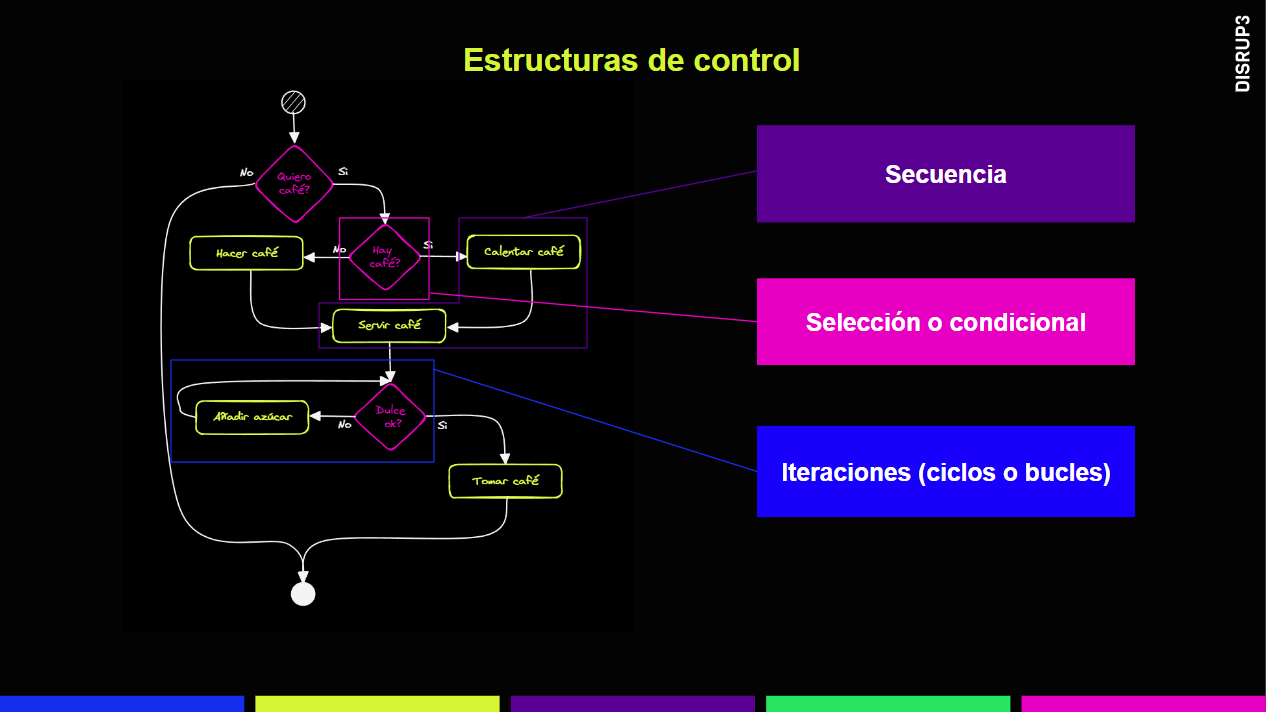 DISRUP3
Estructuras de control
Quiero
café?
No
Si
Hacer café
No
Hay
café?
Si
Calentar café
Servir café
Añadir azúcar
No
Dulce
ok?
Si
Tomar café
Secuencia
Selección o condicional
Iteraciones (ciclos o bucles)